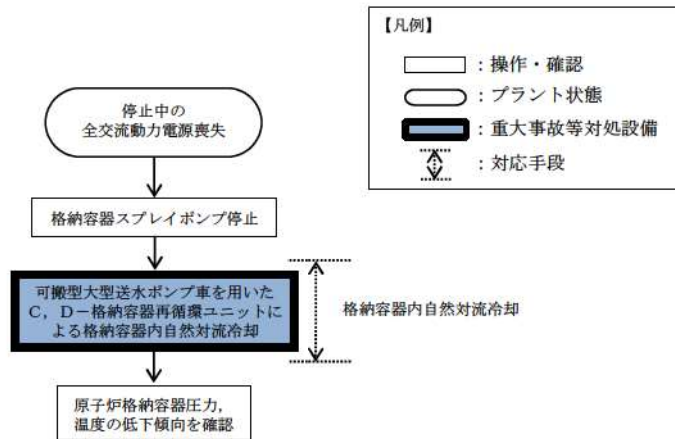 停止中の
全交流動力電源喪失
格納容器スプレイポンプ停止
可搬型大型送水ポンプ車を用いた
C，D－格納容器再循環ユニットに
よる格納容器内自然対流冷却
格納容器内自然対流冷却
原子炉格納容器圧力，
温度の低下傾向を確認
【凡例】
：操作・確認
：プラント状態
：重大事故等対処設備
：対応手段